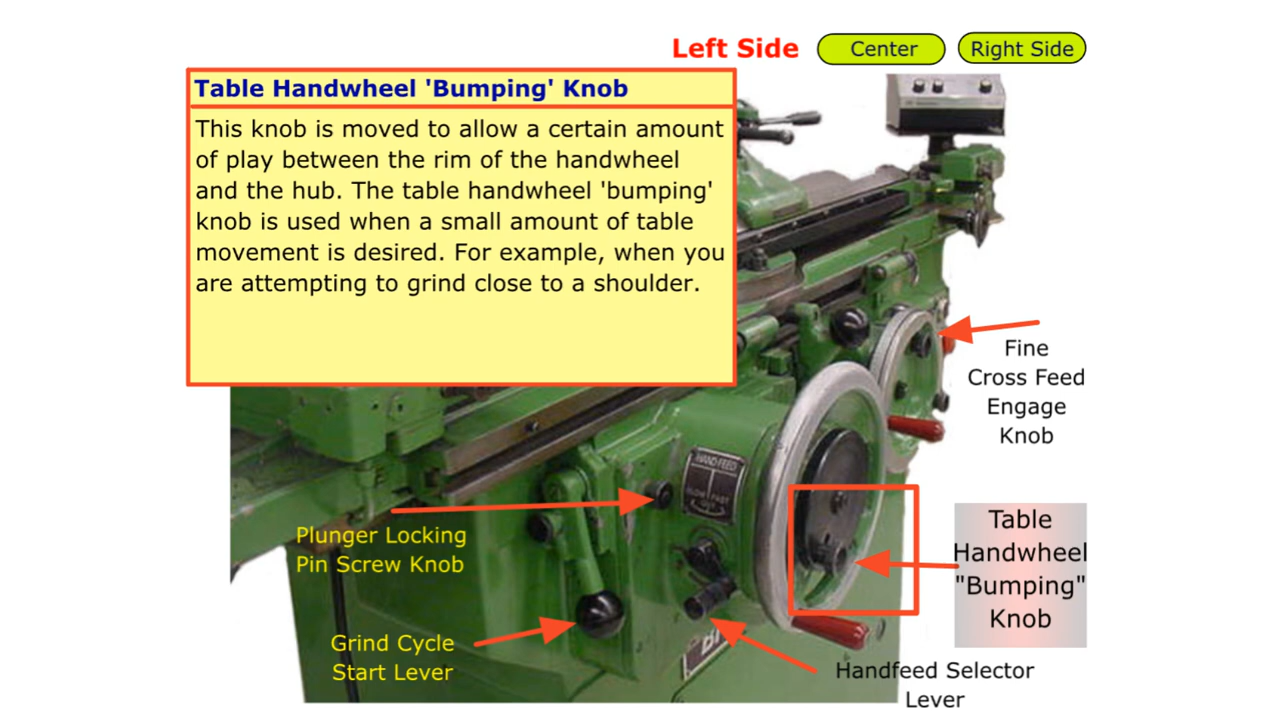 Left Side
Center
Right Side
Table Handwheel 'Bumping' Knob
This knob is moved to allow a certain amount
of play between the rim of the handwheel
and the hub. The table handwheel 'bumping'
knob is used when a small amount of table
movement is desired. For example, when you
are attempting to grind close to a shoulder.
Fine
Cross Feed
Engage
Knob
HAND FEED
SLOW FAST
OUT
Plunger Locking
Pin Screw Knob
Table
Handwheel
"Bumping"
Knob
Grind Cycle
Start Lever
Handfeed Selector
Lever